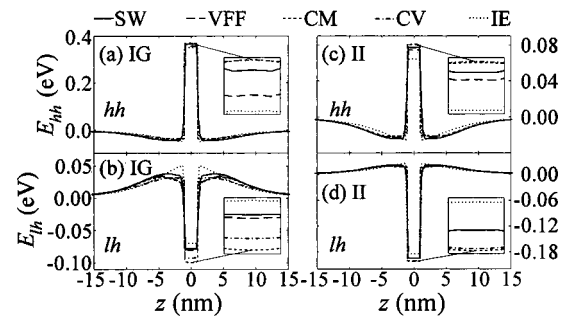 SW VFF CM CV IE
0.4 (a) IG (c) II 0.08
0.2 0.04
hh hh 0.00
0.0
E_hh (eV)
0.05 (b) IG 0.00
0.00 (d) II -0.06
-0.05 -0.12
lh lh -0.18
-0.10
E_lh (eV)
-15 -10 -5 0 5 10 15 -10 -5 0 5 10 15
z (nm) z (nm)